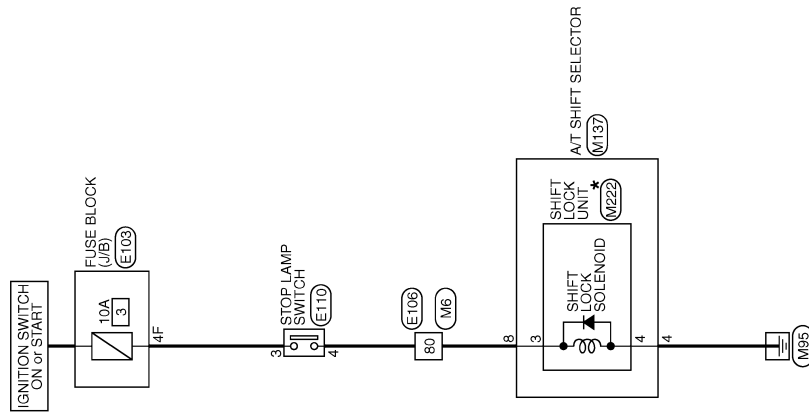 IGNITION SWITCH
ON or START
FUSE BLOCK
(J/B)
E103
10A
3
4F
STOP LAMP
SWITCH
E110
3
4
E106
80
M6
A/T SHIFT SELECTOR
M137
8
SHIFT
LOCK
UNIT *
M222
3
SHIFT
LOCK
SOLENOID
4
4
M95